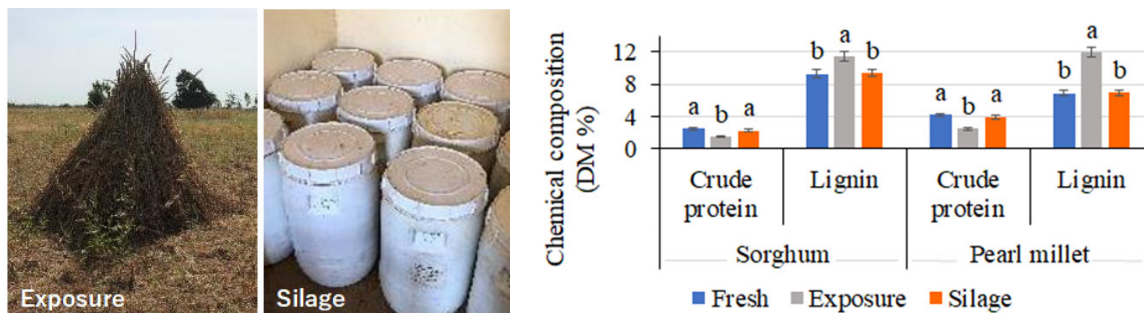 Exposure
Silage
Chemical composition
(DM %)
12
8
4
0
a
b
a
b
a
b
a
b
a
b
a
b
Crude
protein
Lignin
Crude
protein
Lignin
Sorghum
Pearl millet
Fresh
Exposure
Silage